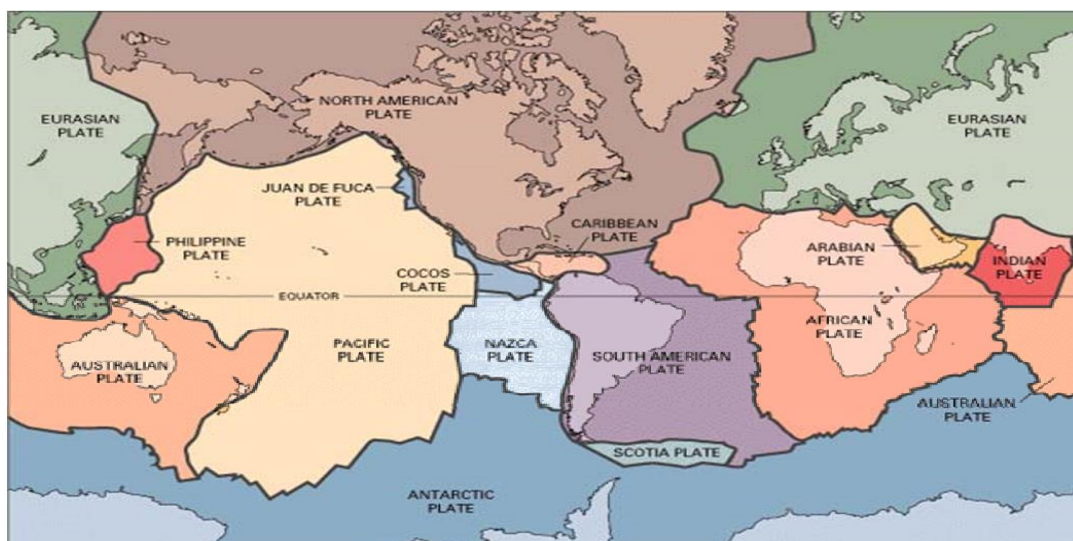 NORTH AMERICAN
PLATE
EURASIAN
PLATE
EURASIAN
PLATE
JUAN DE FUCA
PLATE
CARIBBEAN
PLATE
PHILIPPINE
PLATE
ARABIAN
PLATE
INDIAN
PLATE
COCOS
PLATE
EQUATOR
AFRICAN
PLATE
PACIFIC
PLATE
NAZCA
PLATE
SOUTH AMERICAN
PLATE
AUSTRALIAN
PLATE
AUSTRALIAN
PLATE
SCOTIA PLATE
ANTARCTIC
PLATE